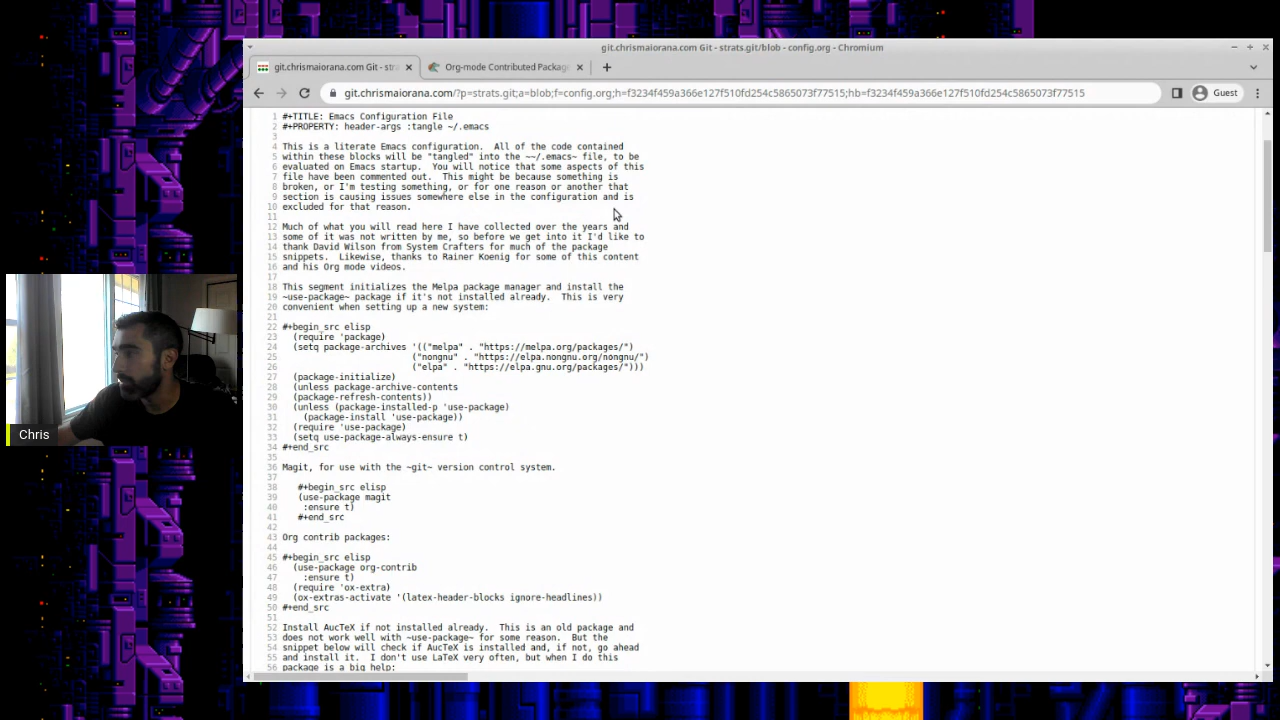 git.chrismaiorana.com Git - strats.git/blob - config.org - Chromium
git.chrismaiorana.com Git - stra
Org-mode Contributed Package
git.chrismaiorana.com/?p=strats.git;a=blob;f=config.org;h=f3234f459a366e127f510fd254c5865073f77515;hb=f3234f459a366e127f510fd254c5865073f77515
Guest
1 #+TITLE: Emacs Configuration File
2 #+PROPERTY: header-args :tangle ~/.emacs
3
4 This is a literate Emacs configuration.  All of the code contained
5 within these blocks will be "tangled" into the ~~/.emacs~ file, to be
6 evaluated on Emacs startup.  You will notice that some aspects of this
7 file have been commented out.  This might be because something is
8 broken, or I'm testing something, or for one reason or another that
9 section is causing issues somewhere else in the configuration and is
10 excluded for that reason.
11
12 Much of what you will read here I have collected over the years and
13 some of it was not written by me, so before we get into it I'd like to
14 thank David Wilson from System Crafters for much of the package
15 snippets.  Likewise, thanks to Rainer Koenig for some of this content
16 and his Org mode videos.
17
18 This segment initializes the Melpa package manager and install the
19 ~use-package~ package if it's not installed already.  This is very
20 convenient when setting up a new system:
21
22 #+begin_src elisp
23   (require 'package)
24   (setq package-archives '(("melpa" . "https://melpa.org/packages/")
25                          ("nongnu" . "https://elpa.nongnu.org/nongnu/")
26                          ("elpa" . "https://elpa.gnu.org/packages/")))
27   (package-initialize)
28   (unless package-archive-contents
29   (package-refresh-contents))
30   (unless (package-installed-p 'use-package)
31     (package-install 'use-package))
32   (require 'use-package)
33   (setq use-package-always-ensure t)
34 #+end_src
35
36 Magit, for use with the ~git~ version control system.
37
38    #+begin_src elisp
39    (use-package magit
40     :ensure t)
41    #+end_src
42
43 Org contrib packages:
44
45 #+begin_src elisp
46   (use-package org-contrib
47     :ensure t)
48   (require 'ox-extra)
49   (ox-extras-activate '(latex-header-blocks ignore-headlines))
50 #+end_src
51
52 Install AucTeX if not installed already.  This is an old package and
53 does not work well with ~use-package~ for some reason.  But the
54 snippet below will check if AucTeX is installed and, if not, go ahead
55 and install it.  I don't use LaTeX very often, but when I do this
56 package is a big help:
Chris